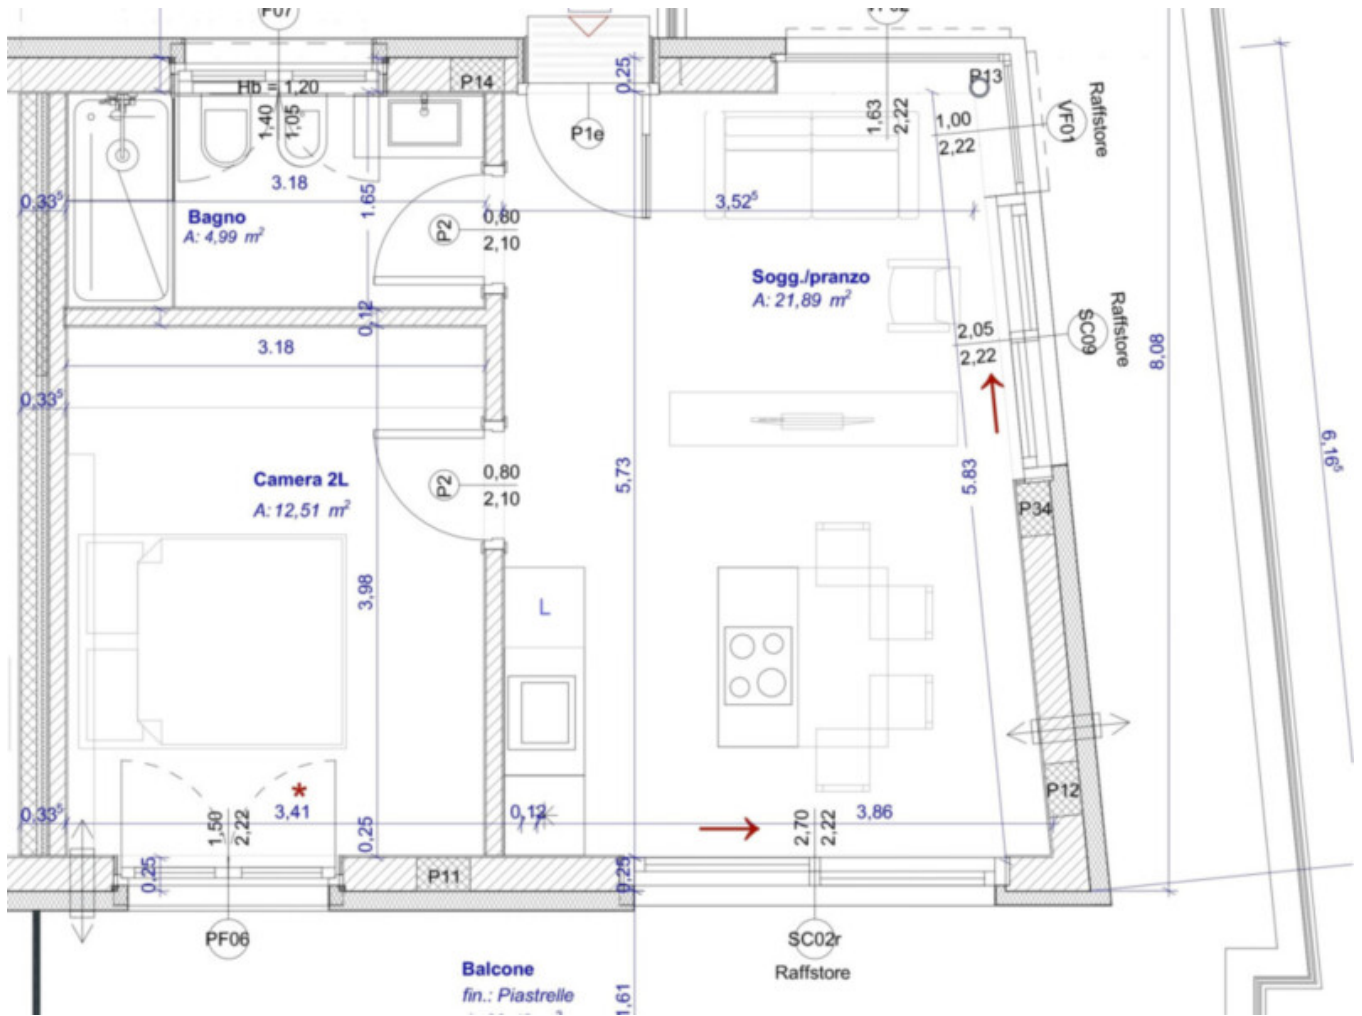 F07
P14
Hb = 1,20
0,25
P13
1,40
1,05
P1e
1,63
2,22
1,00
2,22
VF01
Raffstore
3.18
0,33⁵
1.65
Bagno
A: 4,99 m²
P2
0,80
2,10
3,52⁵
Sogg./pranzo
A: 21,89 m²
0,12
2,05
2,22
SC09
Raffstore
8,08
3.18
0,33⁵
Camera 2L
A: 12,51 m²
P2
0,80
2,10
5,73
5.83
6,16⁵
P34
3,98
L
P12
*
0,33⁵
1,50
2,22
3,41
0,25
0,12
2,70
2,22
3,86
0,25
P11
0,25
PF06
SC02r
Raffstore
Balcone
fin.: Piastrelle
1,61